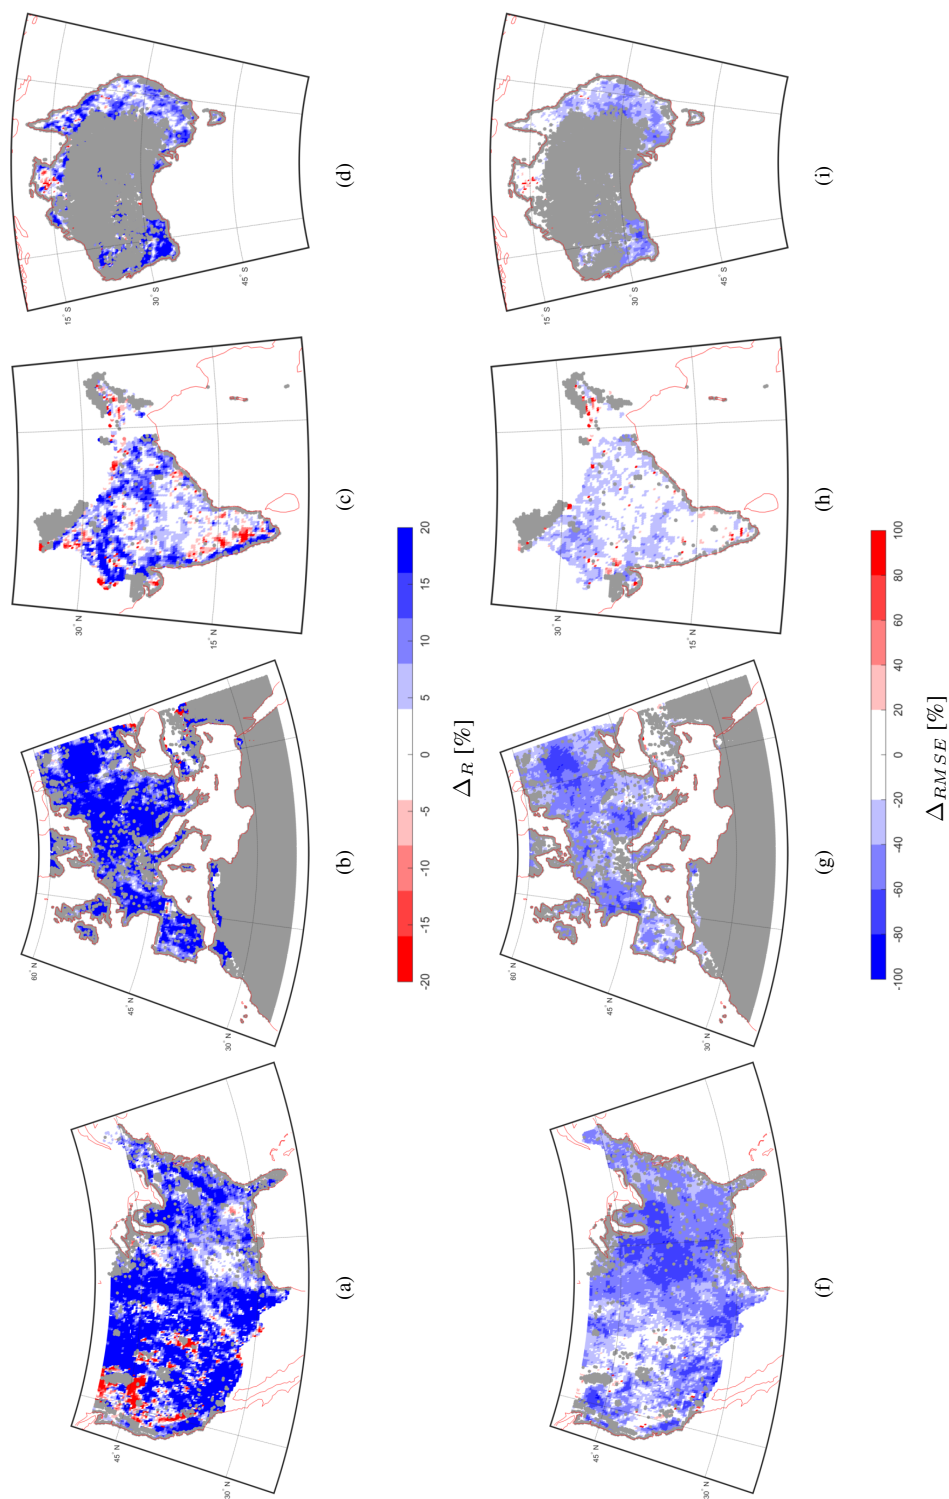 45° N
30° N
60° N
45° N
30° N
30° N
15° N
15° S
30° S
45° S
(a)
(b)
(c)
(d)
-20 -15 -10 -5 0 5 10 15 20
Δ_R [%]
45° N
30° N
60° N
45° N
30° N
30° N
15° N
15° S
30° S
45° S
(f)
(g)
(h)
(i)
-100 -80 -60 -40 -20 0 20 40 60 80 100
Δ_RMSE [%]